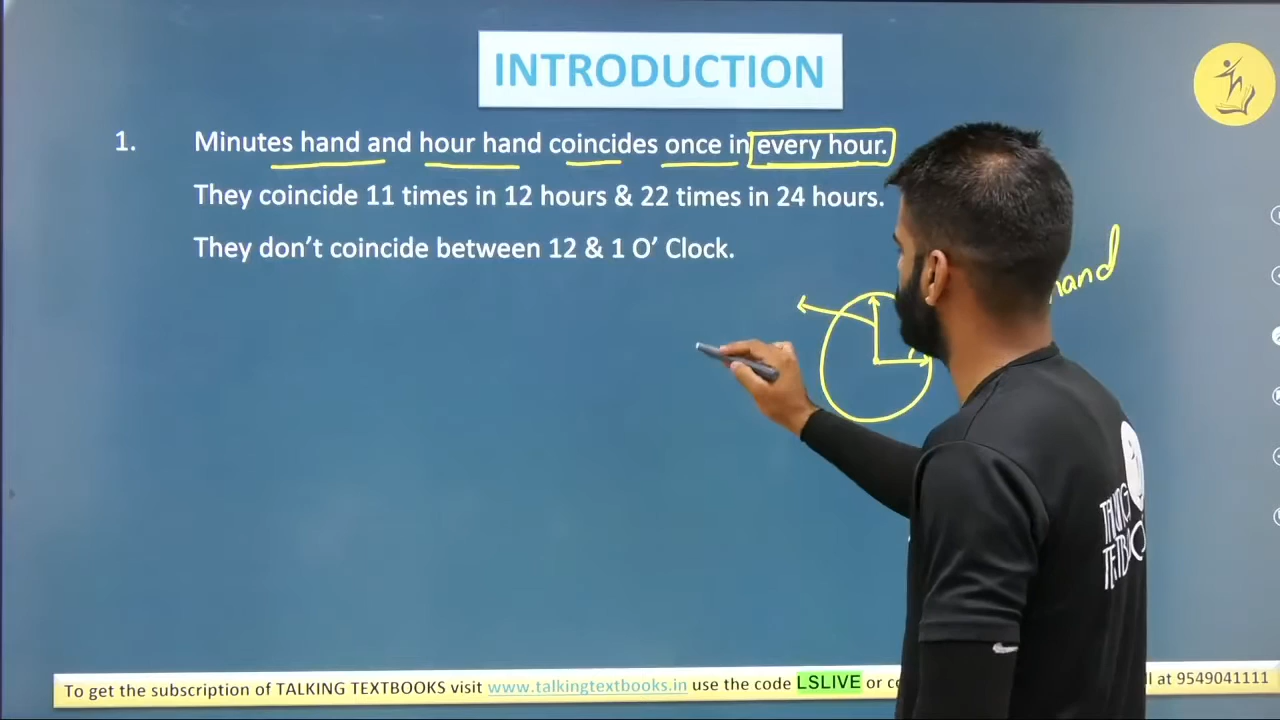 INTRODUCTION
1. Minutes hand and hour hand coincides once in every hour.
They coincide 11 times in 12 hours & 22 times in 24 hours.
They don't coincide between 12 & 1 O' Clock.
hand
TALKING
TEXTBOO
To get the subscription of TALKING TEXTBOOKS visit www.talkingtextbooks.in use the code LSLIVE or at 9549041111